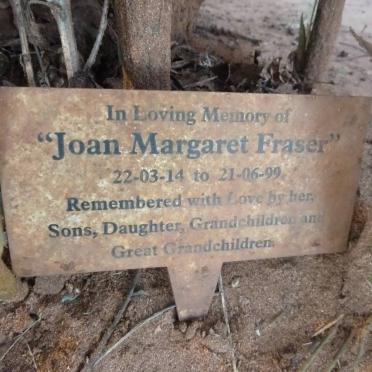 In Loving Memory of
"Joan Margaret Fraser"
22-03-14 to 21-06-99
Remembered with Love by her,
Sons, Daughter, Grandchildren and
Great Grandchildren.